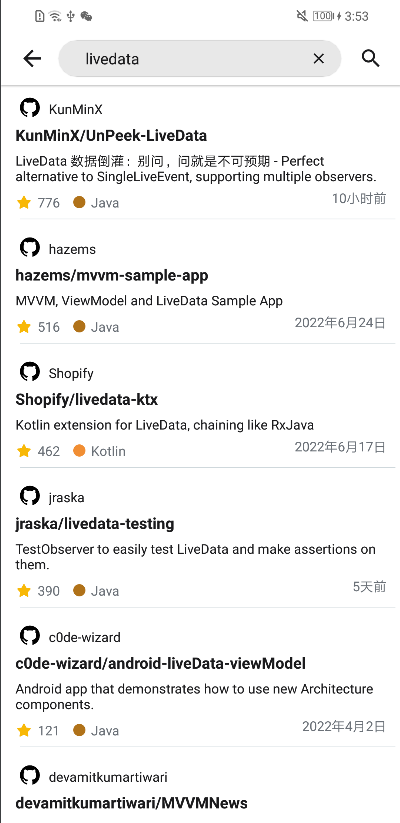 100 3:53
livedata
KunMinX
KunMinX/UnPeek-LiveData
LiveData 数据倒灌：别问，问就是不可预期 - Perfect
alternative to SingleLiveEvent, supporting multiple observers.
776 Java 10小时前
hazems
hazems/mvvm-sample-app
MVVM, ViewModel and LiveData Sample App
516 Java 2022年6月24日
Shopify
Shopify/livedata-ktx
Kotlin extension for LiveData, chaining like RxJava
462 Kotlin 2022年6月17日
jraska
jraska/livedata-testing
TestObserver to easily test LiveData and make assertions on
them.
390 Java 5天前
c0de-wizard
c0de-wizard/android-liveData-viewModel
Android app that demonstrates how to use new Architecture
components.
121 Java 2022年4月2日
devamitkumartiwari
devamitkumartiwari/MVVMNews